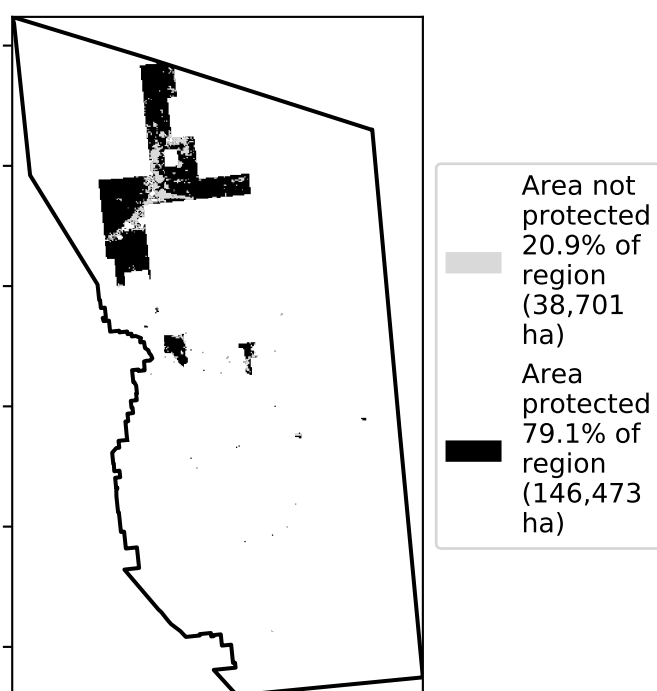 Area not
protected
20.9% of
region
(38,701
ha)
Area
protected
79.1% of
region
(146,473
ha)